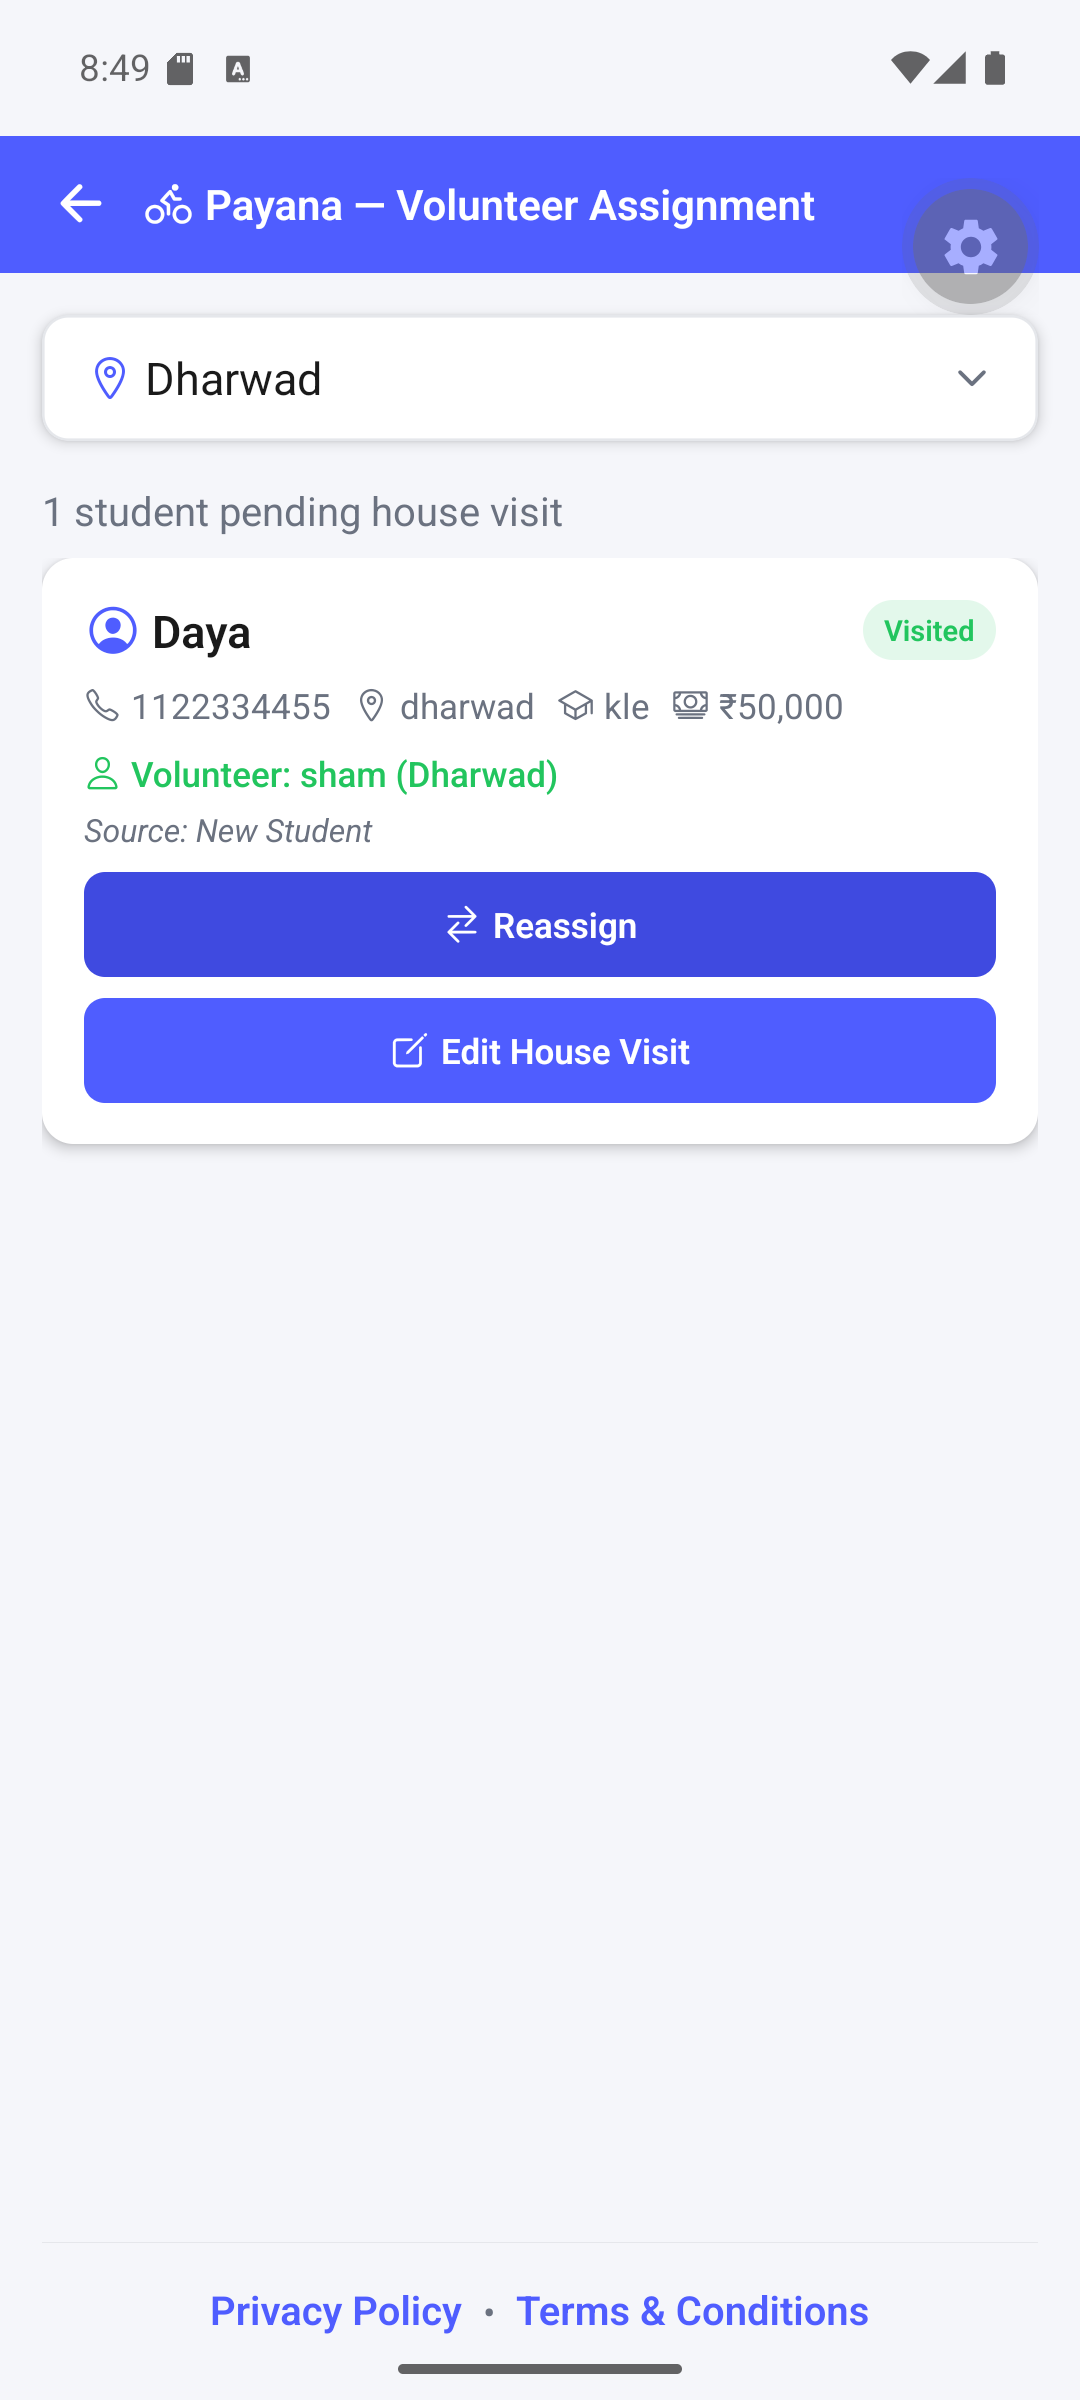 8:49
Payana — Volunteer Assignment
Dharwad
1 student pending house visit
Daya
Visited
1122334455 dharwad kle ₹50,000
Volunteer: sham (Dharwad)
Source: New Student
Reassign
Edit House Visit
Privacy Policy • Terms & Conditions